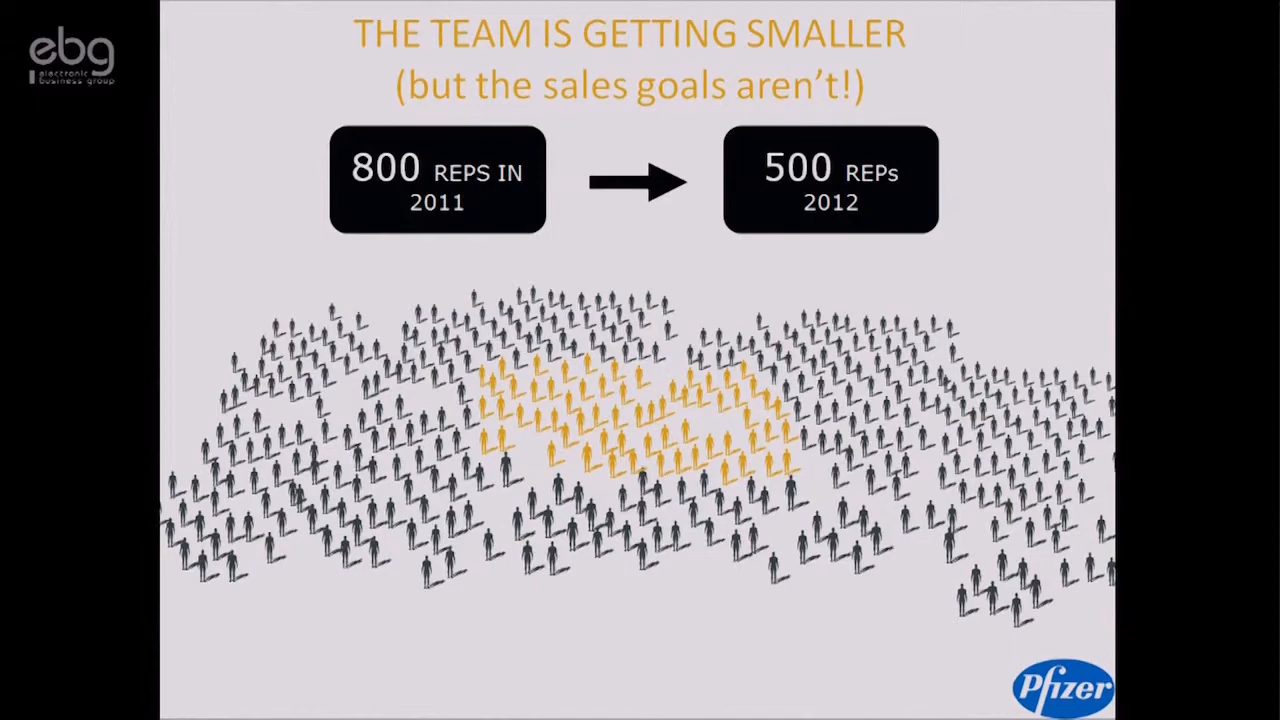 ebg
electronic
business group
THE TEAM IS GETTING SMALLER
(but the sales goals aren't!)
800 REPS IN
2011
500 REPs
2012
Pfizer